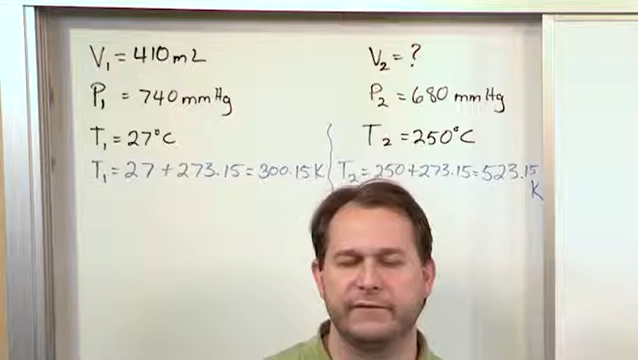 V₁ = 410 mL
V₂ = ?
P₁ = 740 mmHg
P₂ = 680 mmHg
T₁ = 27°C
T₂ = 250°C
T₁ = 27 + 273.15 = 300.15 K
T₂ = 250 + 273.15 = 523.15
K